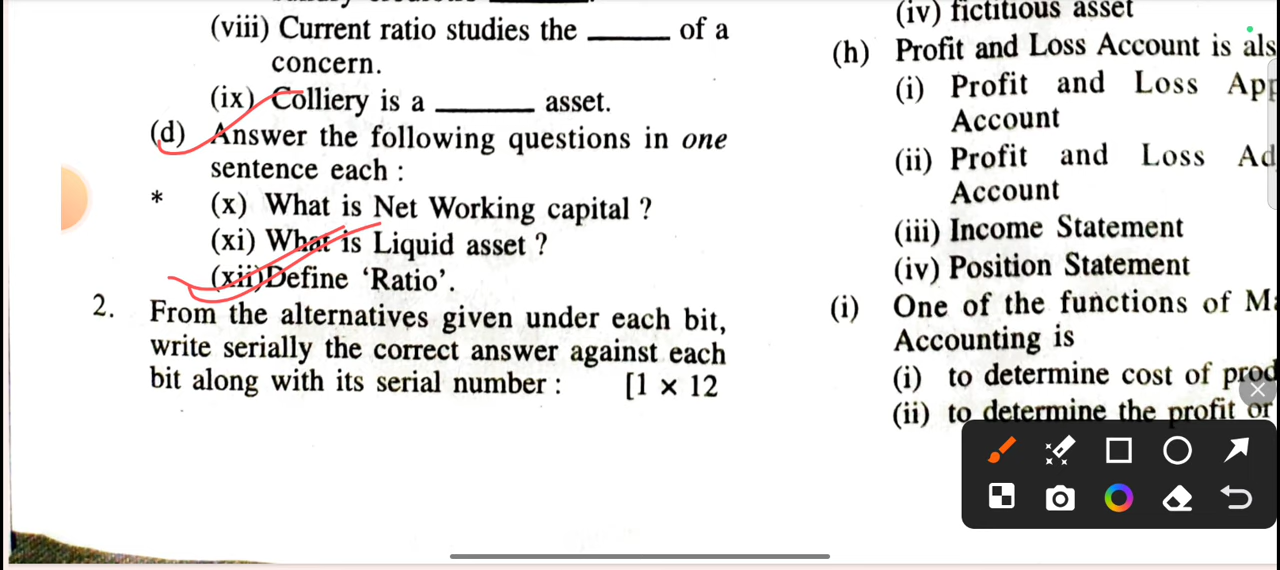 (viii) Current ratio studies the ______ of a
concern.
(ix) Colliery is a ______ asset.
(d) Answer the following questions in one
sentence each :
* (x) What is Net Working capital ?
(xi) What is Liquid asset ?
(xii) Define ‘Ratio’.
2. From the alternatives given under each bit,
write serially the correct answer against each
bit along with its serial number : [1 × 12
(iv) fictitious asset
(h) Profit and Loss Account is als
(i) Profit and Loss App
Account
(ii) Profit and Loss Ad
Account
(iii) Income Statement
(iv) Position Statement
(i) One of the functions of Ma
Accounting is
(i) to determine cost of prod
(ii) to determine the profit or